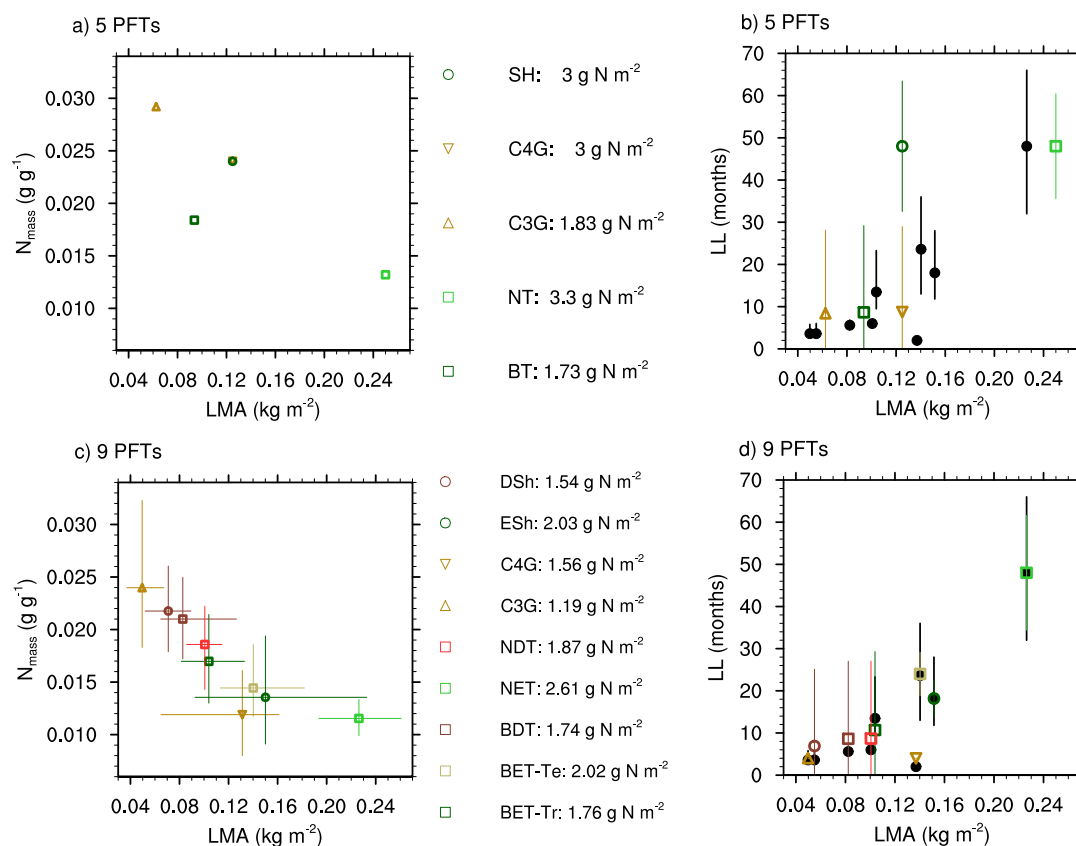 a) 5 PFTs
0.030
0.025
0.020
0.015
0.010
N_mass (g g⁻¹)
0.04 0.08 0.12 0.16 0.20 0.24
LMA (kg m⁻²)
SH: 3 g N m⁻²
C4G: 3 g N m⁻²
C3G: 1.83 g N m⁻²
NT: 3.3 g N m⁻²
BT: 1.73 g N m⁻²
b) 5 PFTs
70
60
50
40
30
20
10
0
LL (months)
0.04 0.08 0.12 0.16 0.20 0.24
LMA (kg m⁻²)
c) 9 PFTs
0.030
0.025
0.020
0.015
0.010
N_mass (g g⁻¹)
0.04 0.08 0.12 0.16 0.20 0.24
LMA (kg m⁻²)
DSh: 1.54 g N m⁻²
ESh: 2.03 g N m⁻²
C4G: 1.56 g N m⁻²
C3G: 1.19 g N m⁻²
NDT: 1.87 g N m⁻²
NET: 2.61 g N m⁻²
BDT: 1.74 g N m⁻²
BET-Te: 2.02 g N m⁻²
BET-Tr: 1.76 g N m⁻²
d) 9 PFTs
70
60
50
40
30
20
10
0
LL (months)
0.04 0.08 0.12 0.16 0.20 0.24
LMA (kg m⁻²)